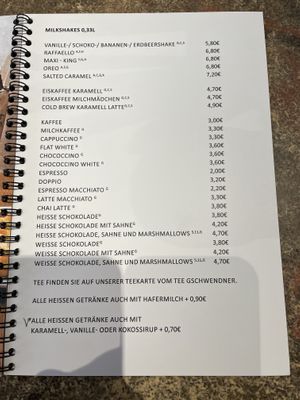 MILKSHAKES 0,33L
VANILLE-/ SCHOKO-/ BANANEN-/ ERDBEERSHAKE 5,80€
RAFFAELLO 6,80€
MAXI - KING 6,80€
OREO 6,80€
SALTED CARAMEL 7,20€
EISKAFFEE KARAMELL 4,70€
EISKAFFEE MILCHMÄDCHEN 4,70€
COLD BREW KARAMELL LATTE 4,90€
KAFFEE 3,00€
MILCHKAFFEE G 3,30€
CAPPUCCINO G 3,30€
FLAT WHITE G 3,60€
CHOCOCCINO G 3,60€
CHOCOCCINO WHITE G 3,60€
ESPRESSO 2,00€
DOPPIO 3,20€
ESPRESSO MACCHIATO G 2,20€
LATTE MACCHIATO G 3,30€
CHAI LATTE G 3,80€
HEISSE SCHOKOLADE G 3,80€
HEISSE SCHOKOLADE MIT SAHNE G 4,20€
HEISSE SCHOKOLADE, SAHNE UND MARSHMALLOWS 4,70€
WEISSE SCHOKOLADE G 3,80€
WEISSE SCHOKOLADE MIT SAHNE G 4,20€
WEISSE SCHOKOLADE, SAHNE UND MARSHMALLOWS 4,70€
TEE FINDEN SIE AUF UNSERER TEEKARTE VOM TEE GSCHWENDNER.
ALLE HEISSEN GETRÄNKE AUCH MIT HAFERMILCH + 0,90€
ALLE HEISSEN GETRÄNKE AUCH MIT
KARAMELL-, VANILLE- ODER KOKOSSIRUP + 0,70€